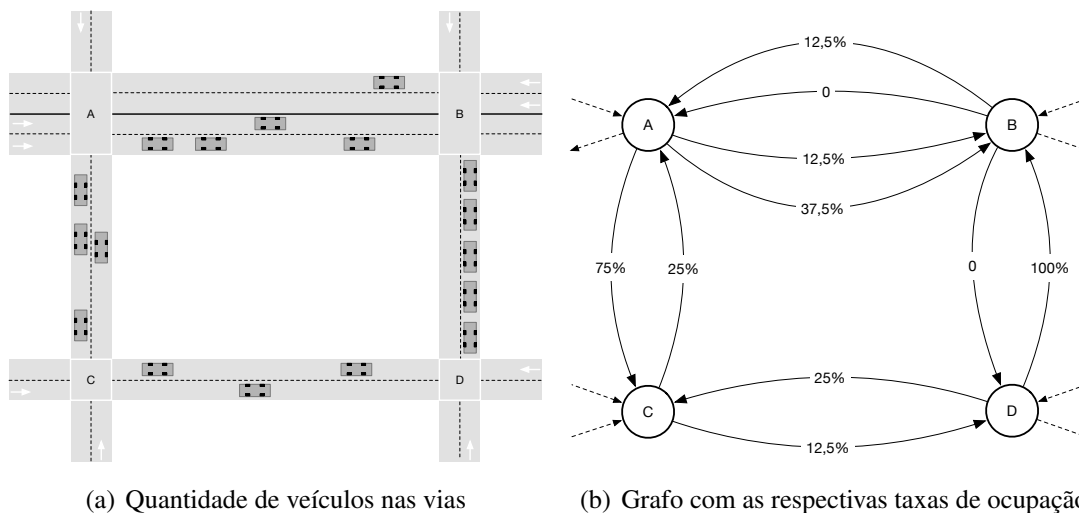 A
B
C
D
12,5%
0
A
B
12,5%
37,5%
75%
25%
0
100%
C
25%
D
12,5%
(a) Quantidade de veículos nas vias
(b) Grafo com as respectivas taxas de ocupação